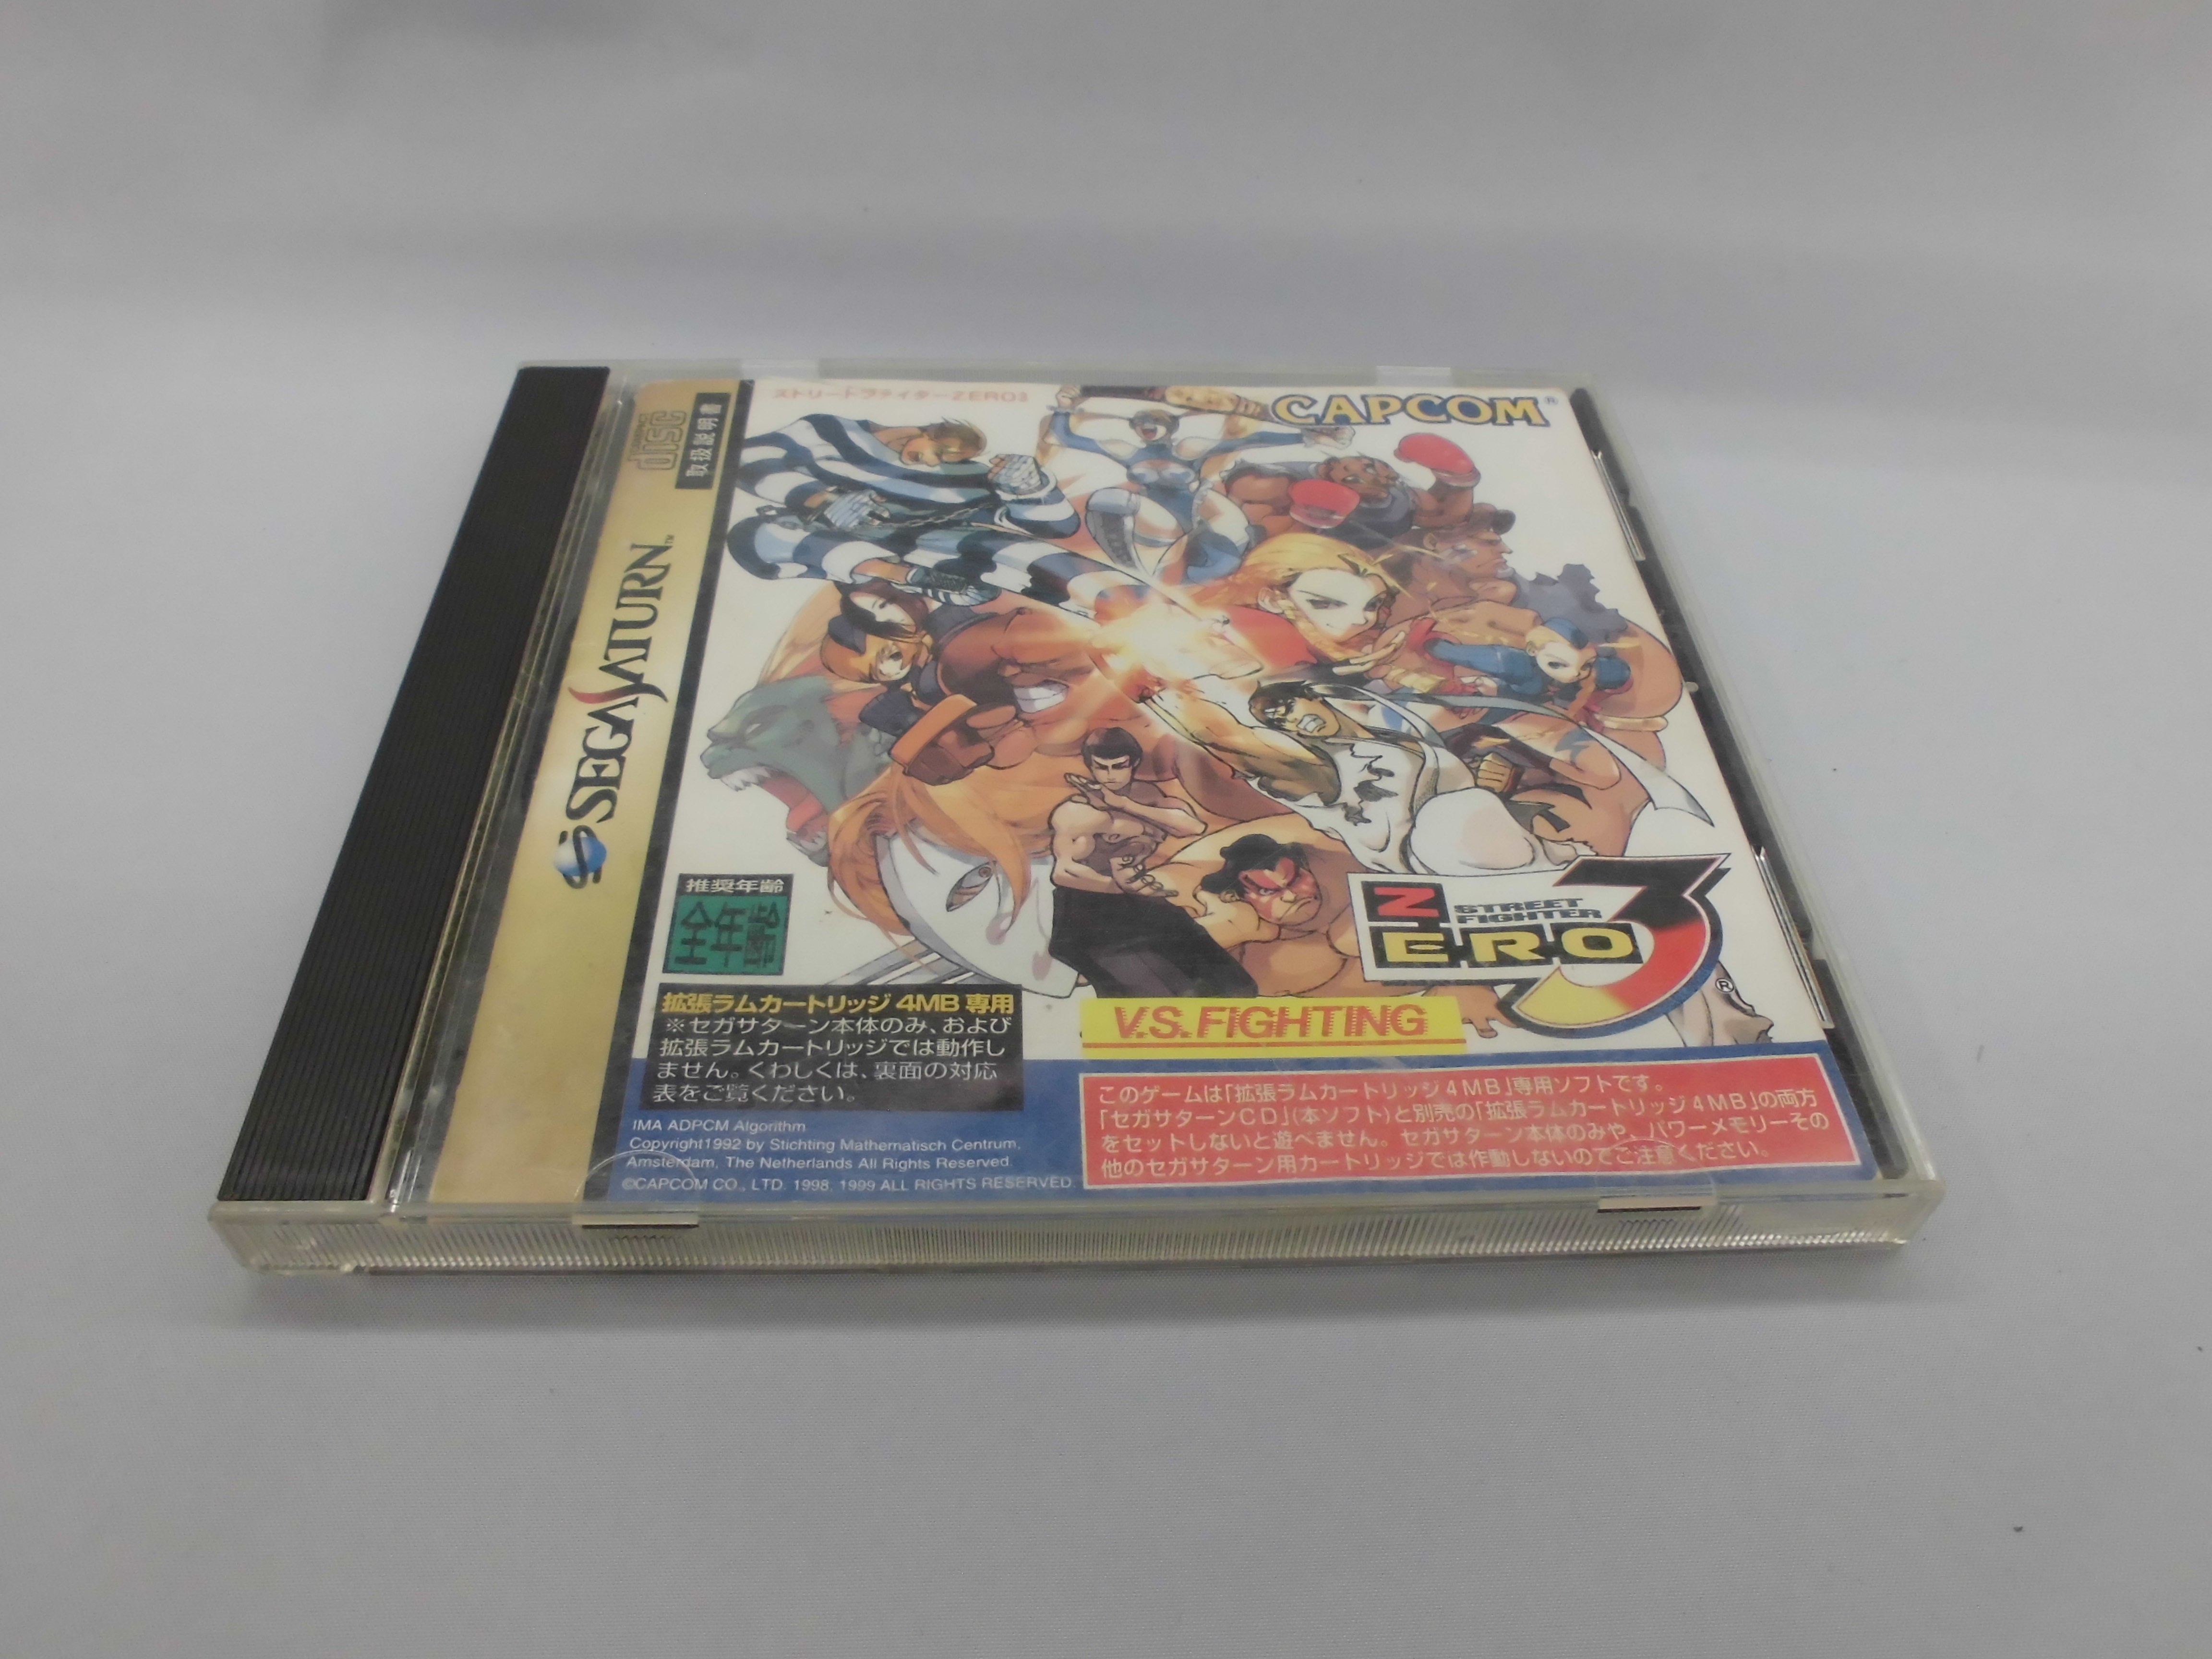 ストリートファイターZERO3
CAPCOM®
disc
取扱説明書
SEGA SATURN™
推奨年齢
全年齢
Z
STREET
FIGHTER
ERO
3®
拡張ラムカートリッジ 4MB 専用
※セガサターン本体のみ、および
拡張ラムカートリッジでは動作し
ません。くわしくは、裏面の対応
表をご覧ください。
V.S. FIGHTING
このゲームは「拡張ラムカートリッジ4MB」専用ソフトです。
「セガサターンCD」(本ソフト)と別売の「拡張ラムカートリッジ4MB」の両方
をセットしないと遊べません。セガサターン本体のみや、パワーメモリーその
他のセガサターン用カートリッジでは作動しないのでご注意ください。
IMA ADPCM Algorithm
Copyright1992 by Stichting Mathematisch Centrum,
Amsterdam, The Netherlands All Rights Reserved.
©CAPCOM CO., LTD. 1998, 1999 ALL RIGHTS RESERVED.